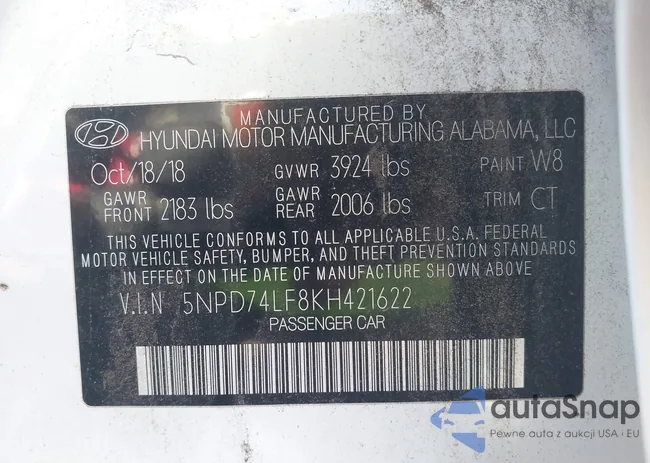 MANUFACTURED BY
HYUNDAI MOTOR MANUFACTURING ALABAMA, LLC
Oct/18/18 GVWR 3924 lbs PAINT W8
GAWR FRONT 2183 lbs GAWR REAR 2006 lbs TRIM CT
THIS VEHICLE CONFORMS TO ALL APPLICABLE U.S.A. FEDERAL
MOTOR VEHICLE SAFETY, BUMPER, AND THEFT PREVENTION STANDARDS
IN EFFECT ON THE DATE OF MANUFACTURE SHOWN ABOVE
V.I.N 5NPD74LF8KH421622
PASSENGER CAR
autaSnap
Pewne auta z aukcji USA i EU